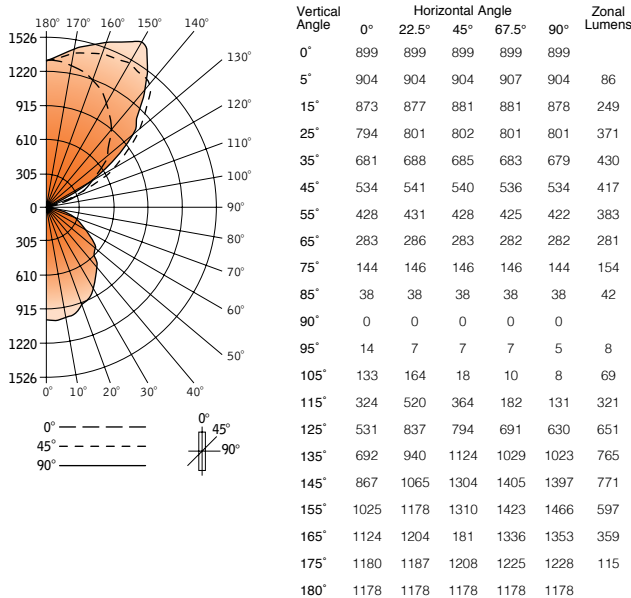 180° 170° 160° 150° 140°
1526
1220
915
610
305
0
305
610
915
1220
1526
130°
120°
110°
100°
90°
80°
70°
60°
50°
0° 10° 20° 30° 40°
0°
45°
90°
0°
45°
90°
Vertical Angle Horizontal Angle Zonal Lumens
0° 22.5° 45° 67.5° 90°
0° 899 899 899 899 899
5° 904 904 904 907 904 86
15° 873 877 881 881 878 249
25° 794 801 802 801 801 371
35° 681 688 685 683 679 430
45° 534 541 540 536 534 417
55° 428 431 428 425 422 383
65° 283 286 283 282 282 281
75° 144 146 146 146 144 154
85° 38 38 38 38 38 42
90° 0 0 0 0 0
95° 14 7 7 7 5 8
105° 133 164 18 10 8 69
115° 324 520 364 182 131 321
125° 531 837 794 691 630 651
135° 692 940 1124 1029 1023 765
145° 867 1065 1304 1405 1397 771
155° 1025 1178 1310 1423 1466 597
165° 1124 1204 181 1336 1353 359
175° 1180 1187 1208 1225 1228 115
180° 1178 1178 1178 1178 1178